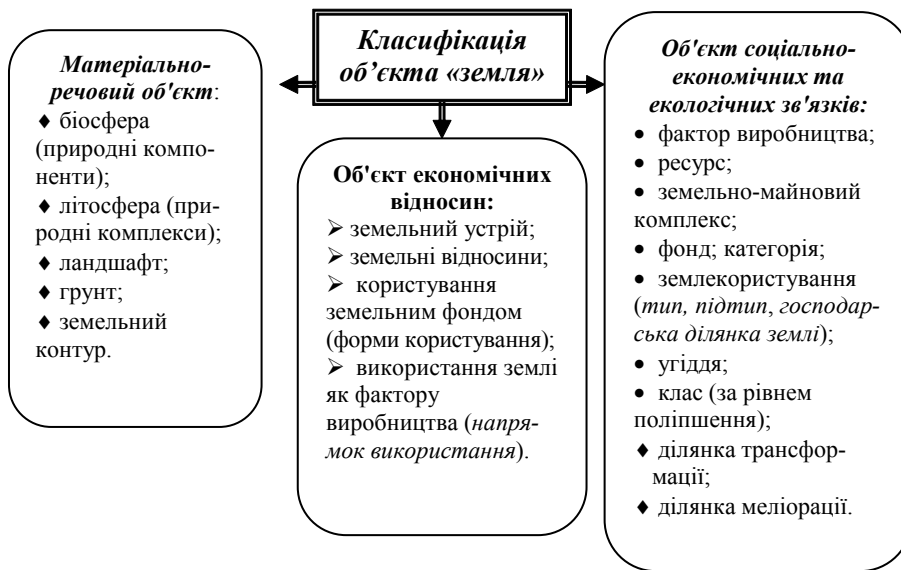 Класифікація
об’єкта «земля»
Матеріально-
речовий об'єкт:
♦ біосфера
(природні компо-
ненти);
♦ літосфера (при-
родні комплекси);
♦ ландшафт;
♦ грунт;
♦ земельний
контур.
Об'єкт економічних
відносин:
➢ земельний устрій;
➢ земельні відносини;
➢ користування
земельним фондом
(форми користування);
➢ використання землі
як фактору
виробництва (напря-
мок використання).
Об'єкт соціально-
економічних та
екологічних зв'язків:
• фактор виробництва;
• ресурс;
• земельно-майновий
комплекс;
• фонд; категорія;
• землекористування
(тип, підтип, господар-
ська ділянка землі);
• угіддя;
• клас (за рівнем
поліпшення);
♦ ділянка трансфор-
мації;
♦ ділянка меліорації.